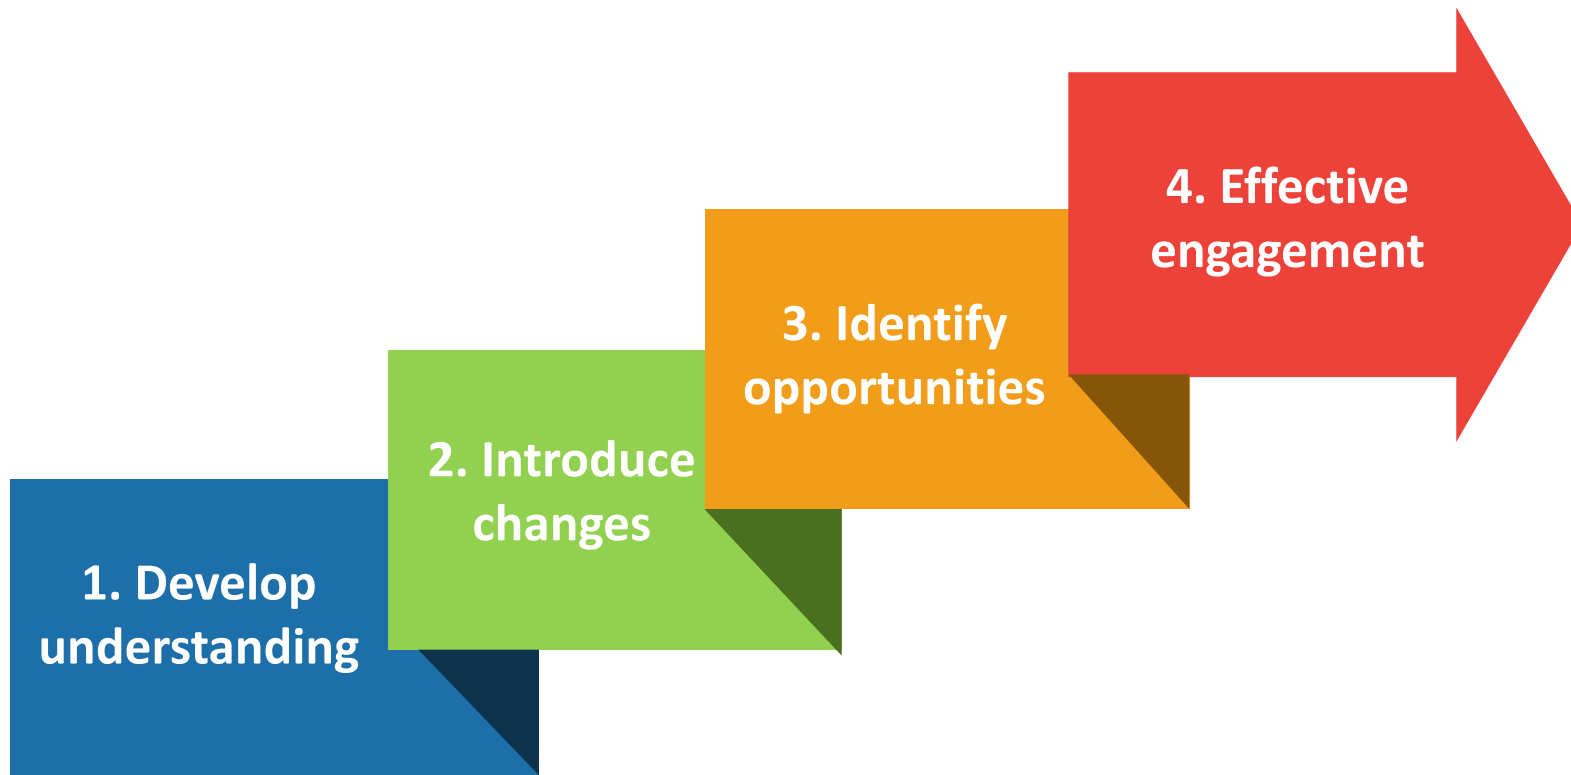 1. Develop
understanding
2. Introduce
changes
3. Identify
opportunities
4. Effective
engagement